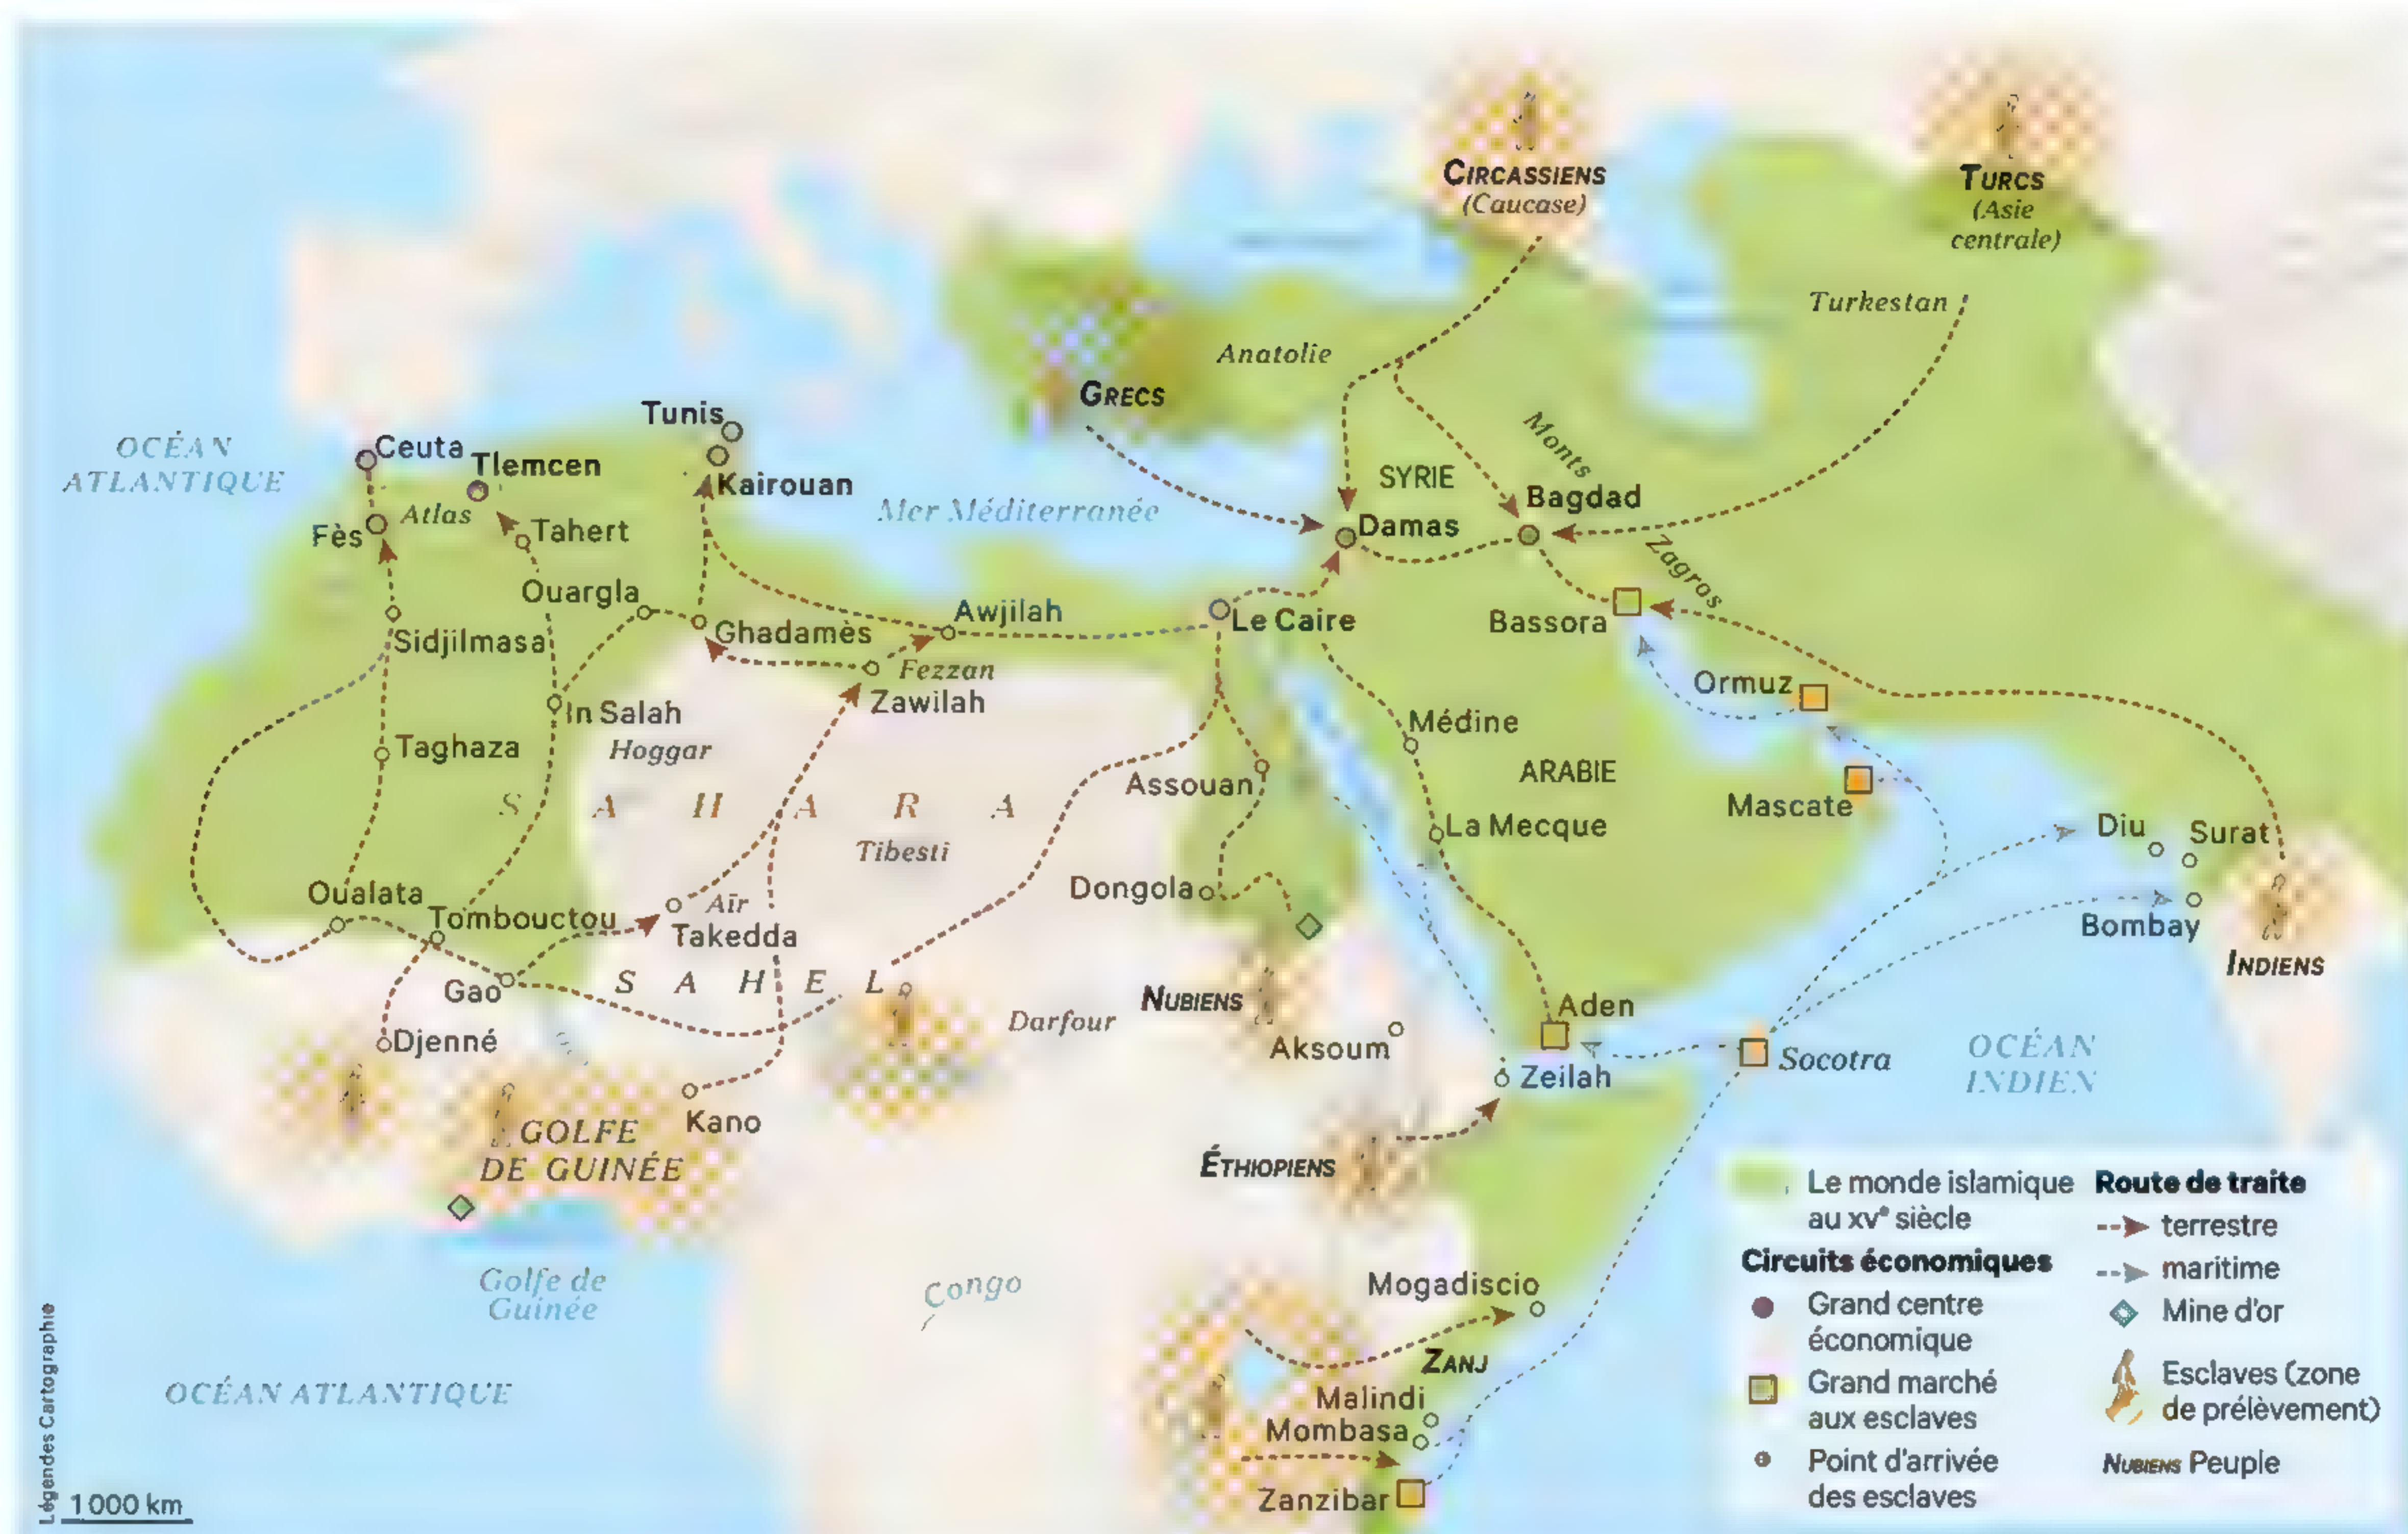 CIRCASSIENS
(Caucase)
TURCS
(Asie
centrale)
Turkestan
Anatolie
GRECS
Monts
Zagros
OCÉAN
ATLANTIQUE
Ceuta
Tlemcen
Tunis
Kairouan
Mer Méditerranée
SYRIE
Bagdad
Damas
Fès
Atlas
Tahert
Ouargla
Awjilah
Le Caire
Bassora
Sidjilmasa
Ghadamès
Fezzan
Zawilah
Ormuz
In Salah
Hoggar
Médine
Taghaza
ARABIE
Assouan
Mascate
SAHARA
La Mecque
Diu
Surat
Tibesti
Oualata
Tombouctou
Aïr
Takedda
Dongola
Bombay
INDIENS
SAHEL
Gao
NUBIENS
Darfour
Aden
Djenné
Aksoum
Zeilah
Socotra
OCÉAN
INDIEN
Kano
GOLFE
DE GUINÉE
ÉTHIOPIENS
Golfe de
Guinée
Congo
Mogadiscio
ZANJ
Malindi
Mombasa
Zanzibar
OCÉAN ATLANTIQUE
Légendes Cartographie
1 000 km
Le monde islamique
au XVe siècle
Circuits économiques
Grand centre
économique
Grand marché
aux esclaves
Point d'arrivée
des esclaves
Route de traite
terrestre
maritime
Mine d'or
Esclaves (zone
de prélèvement)
NUBIENS Peuple